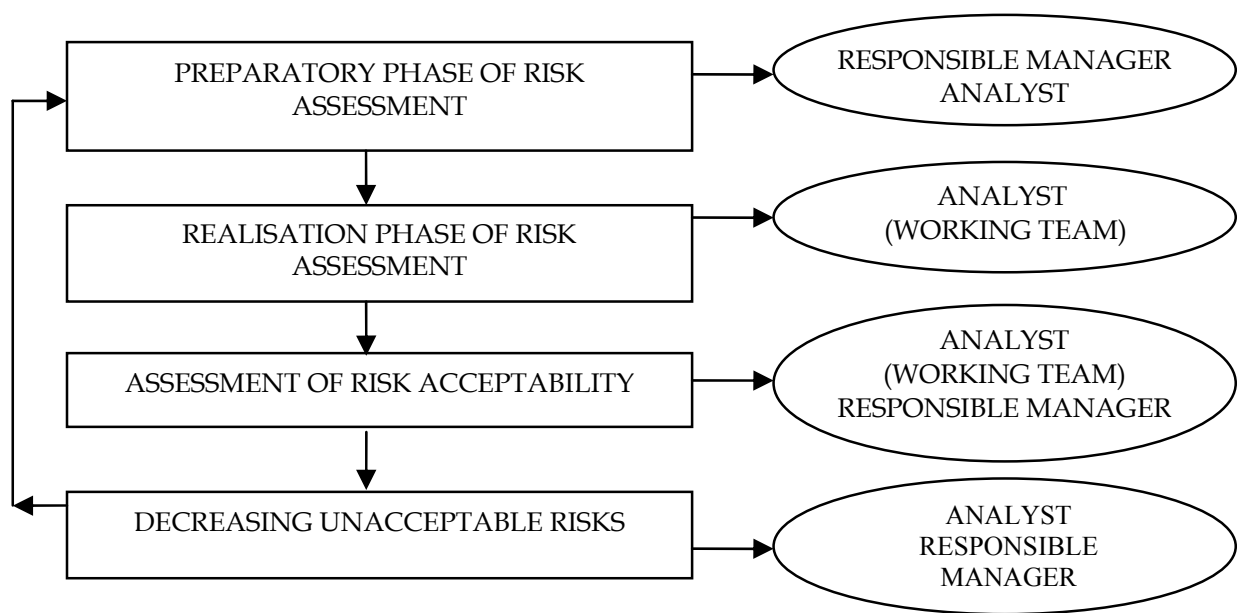 PREPARATORY PHASE OF RISK
ASSESSMENT
RESPONSIBLE MANAGER
ANALYST
REALISATION PHASE OF RISK
ASSESSMENT
ANALYST
(WORKING TEAM)
ASSESSMENT OF RISK ACCEPTABILITY
ANALYST
(WORKING TEAM)
RESPONSIBLE MANAGER
DECREASING UNACCEPTABLE RISKS
ANALYST
RESPONSIBLE
MANAGER